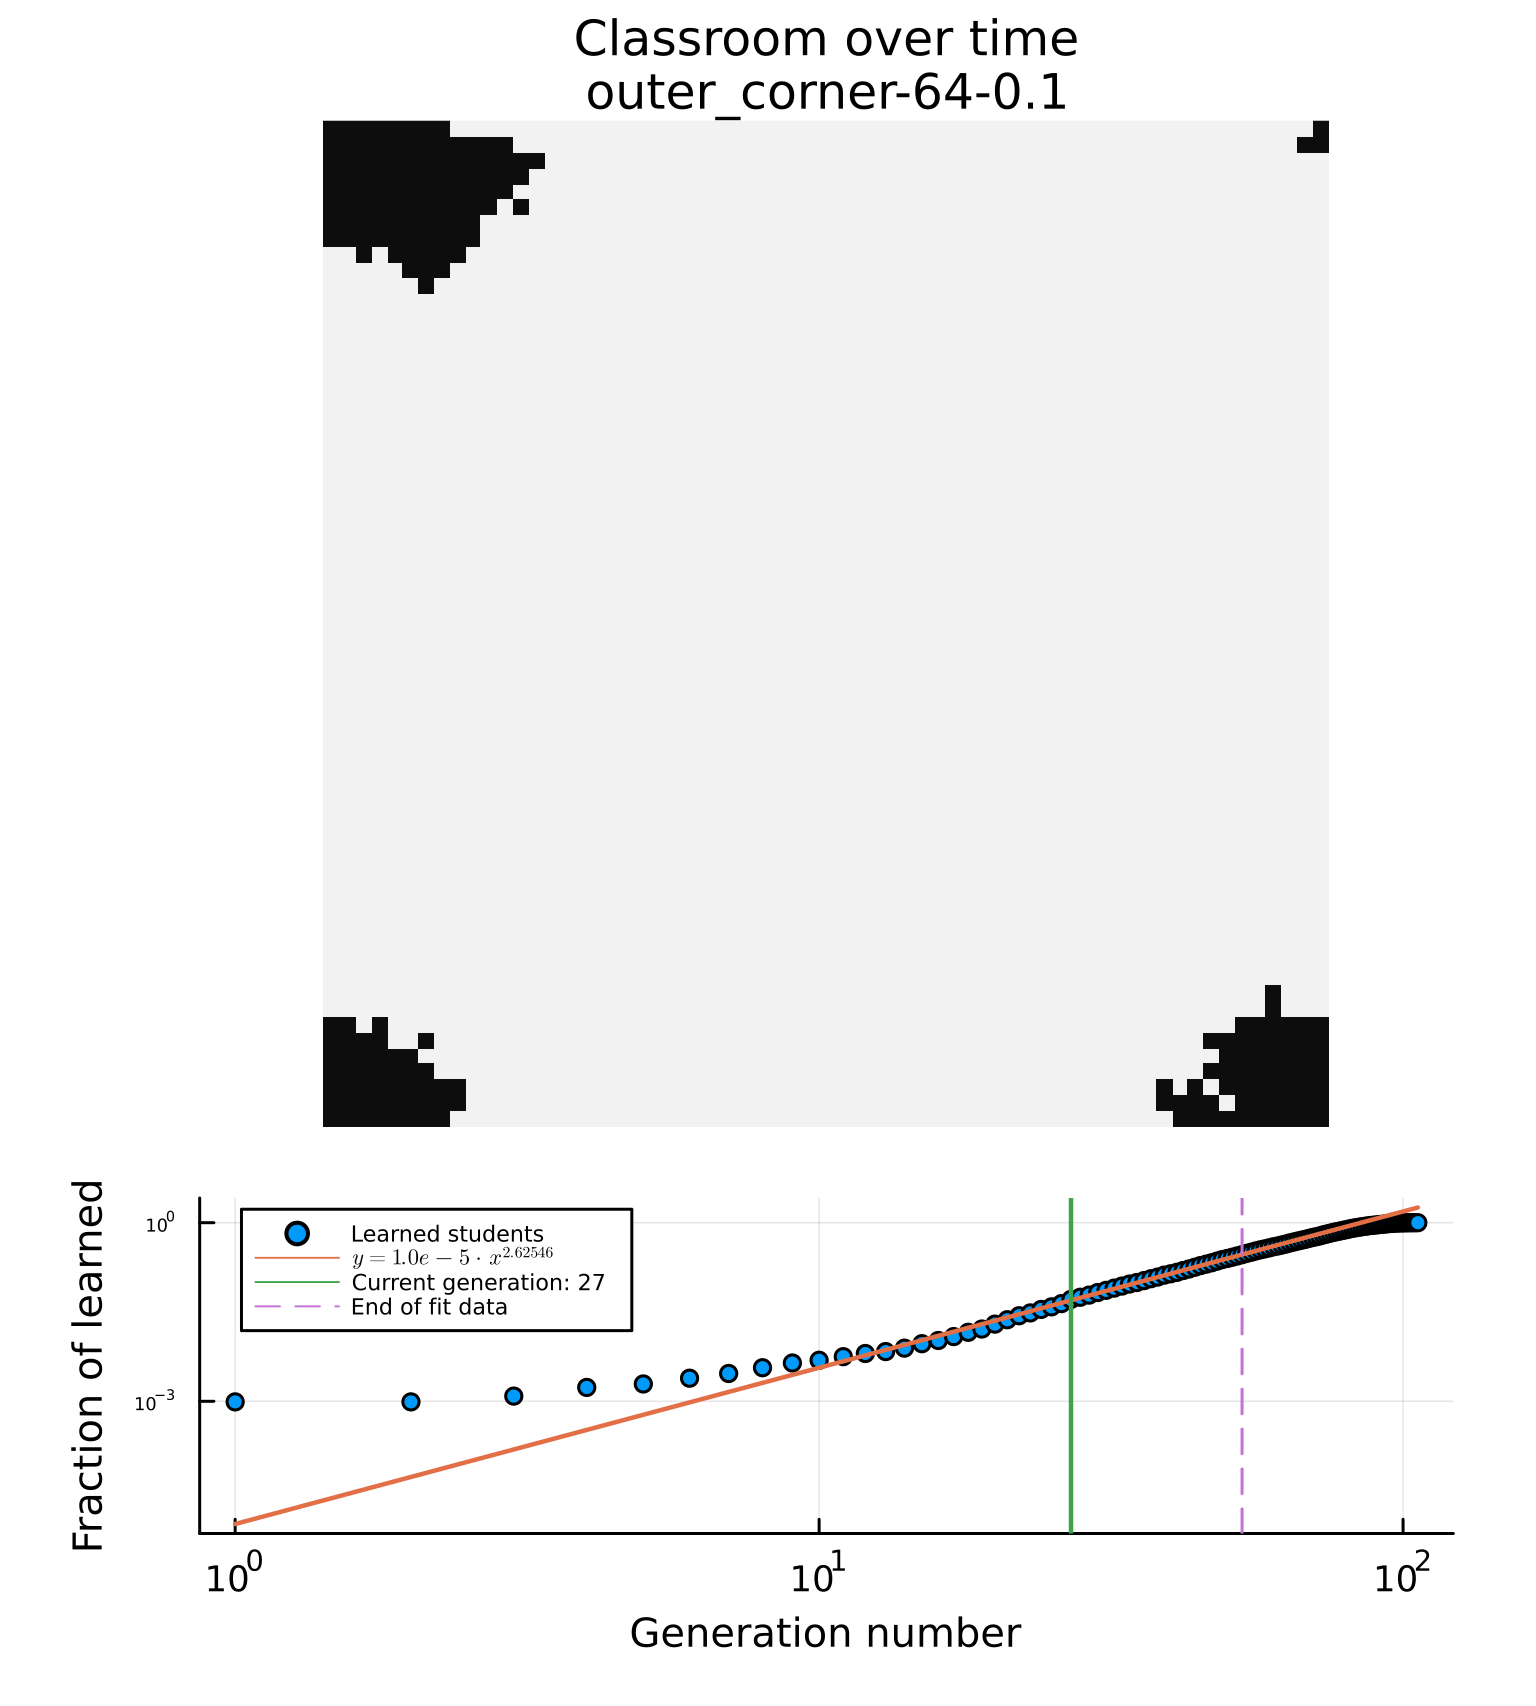 Classroom over time
outer_corner-64-0.1
Fraction of learned
10^0
10^-3
Learned students
y = 1.0e − 5 · x^2.62546
Current generation: 27
End of fit data
10^0
10^1
10^2
Generation number